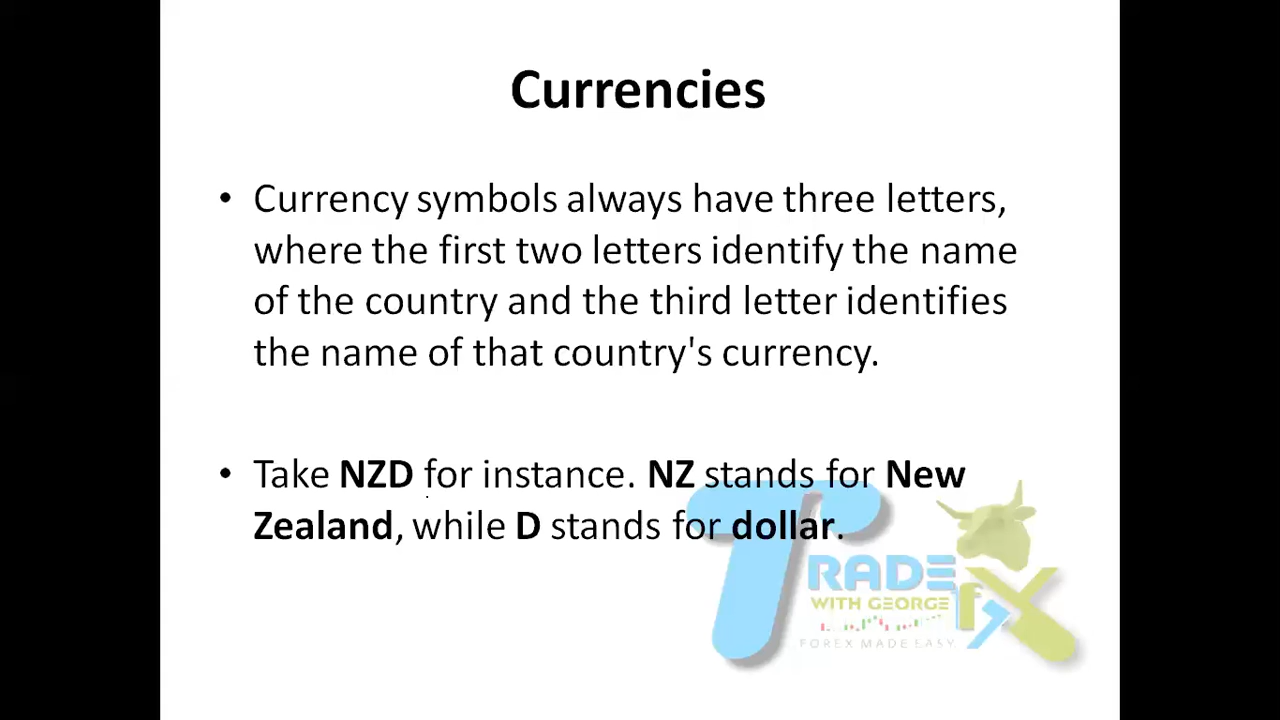 Currencies
• Currency symbols always have three letters,
where the first two letters identify the name
of the country and the third letter identifies
the name of that country's currency.
• Take NZD for instance. NZ stands for New
Zealand, while D stands for dollar.
TRADE
WITH GEORGE
fx
FOREX MADE EASY